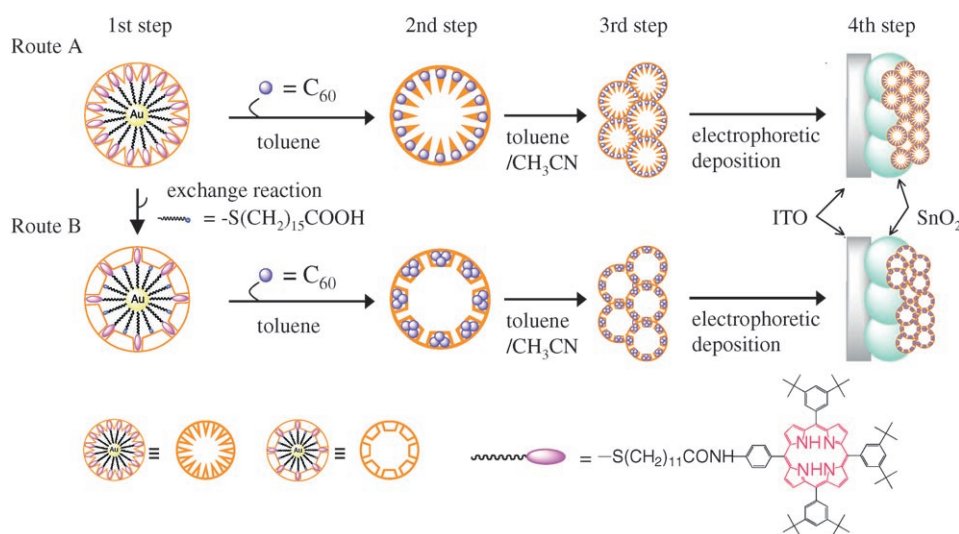 1st step
2nd step
3rd step
4th step
Route A
Au
= C60
toluene
toluene
/CH3CN
electrophoretic
deposition
exchange reaction
= -S(CH2)15COOH
ITO
SnO2
Route B
Au
= C60
toluene
toluene
/CH3CN
electrophoretic
deposition
Au
≡
Au
≡
= –S(CH2)11CONH
NH N
N HN